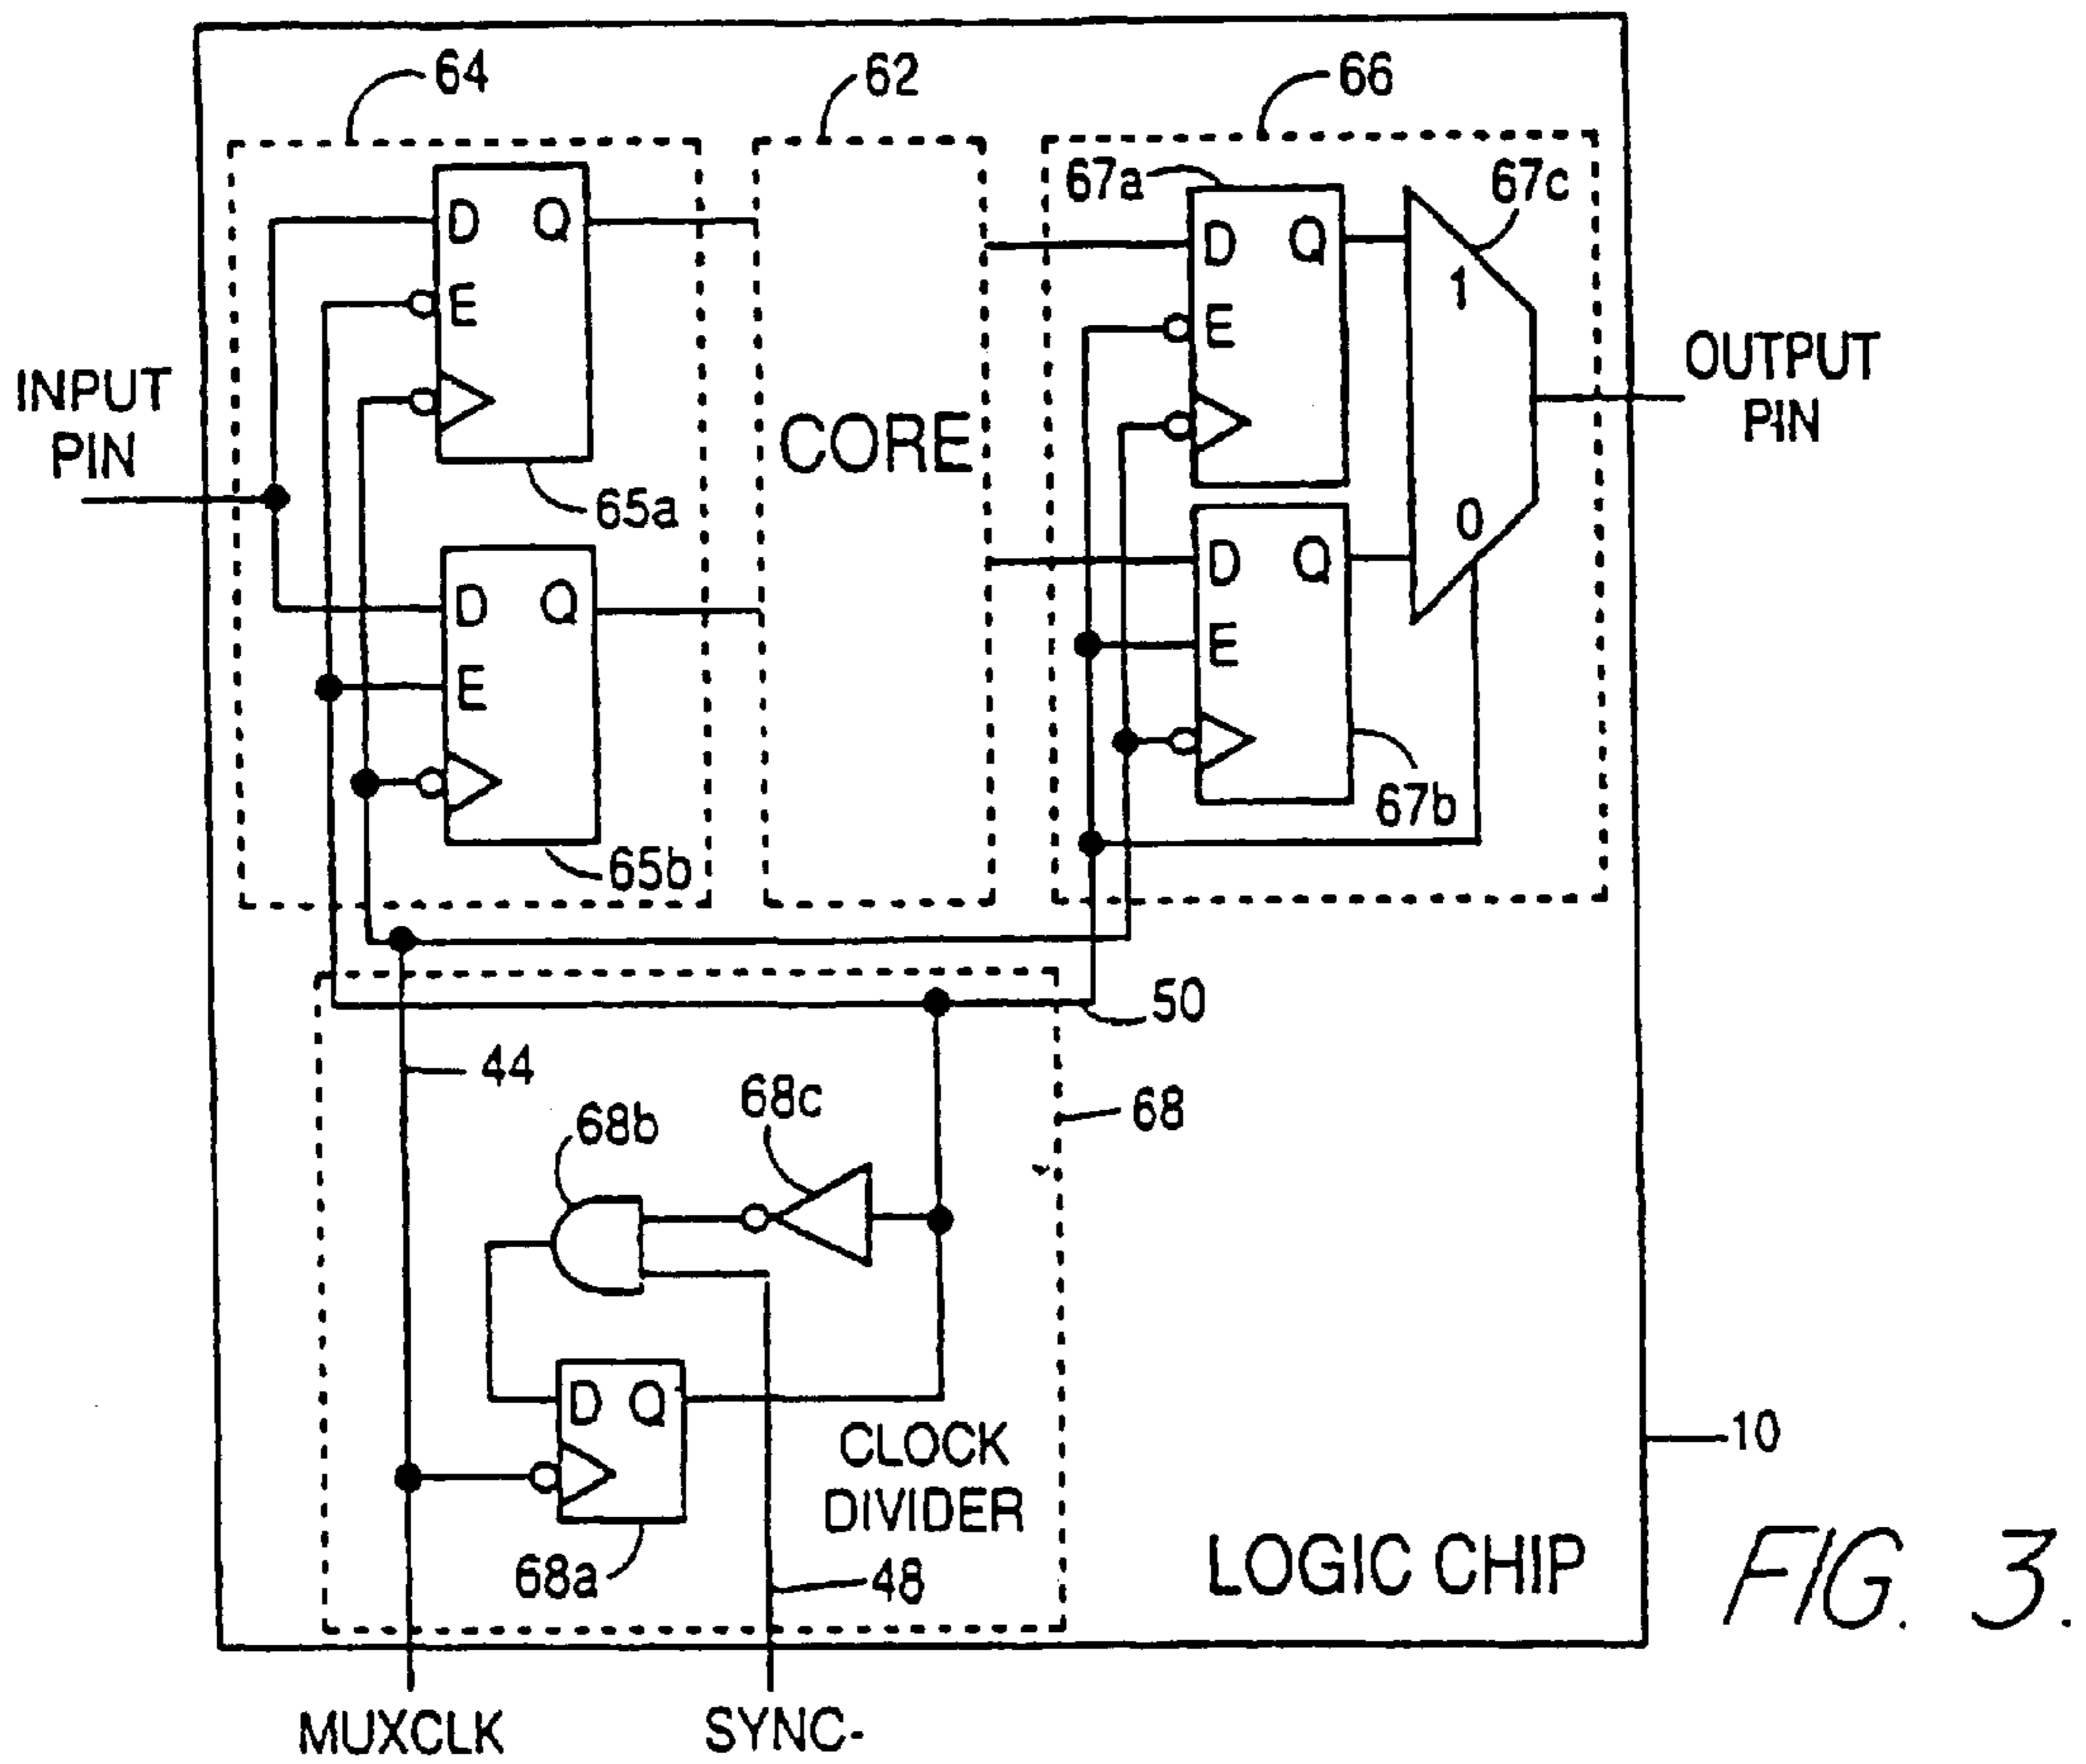 64
62
66
67a
67c
D Q
E
D Q
E
1
INPUT
PIN
OUTPUT
PIN
CORE
65a
0
D Q
E
D Q
E
67b
65b
50
44
68c
68
68b
D Q
CLOCK
DIVIDER
10
68a
48
LOGIC CHIP
FIG. 3.
MUXCLK
SYNC-